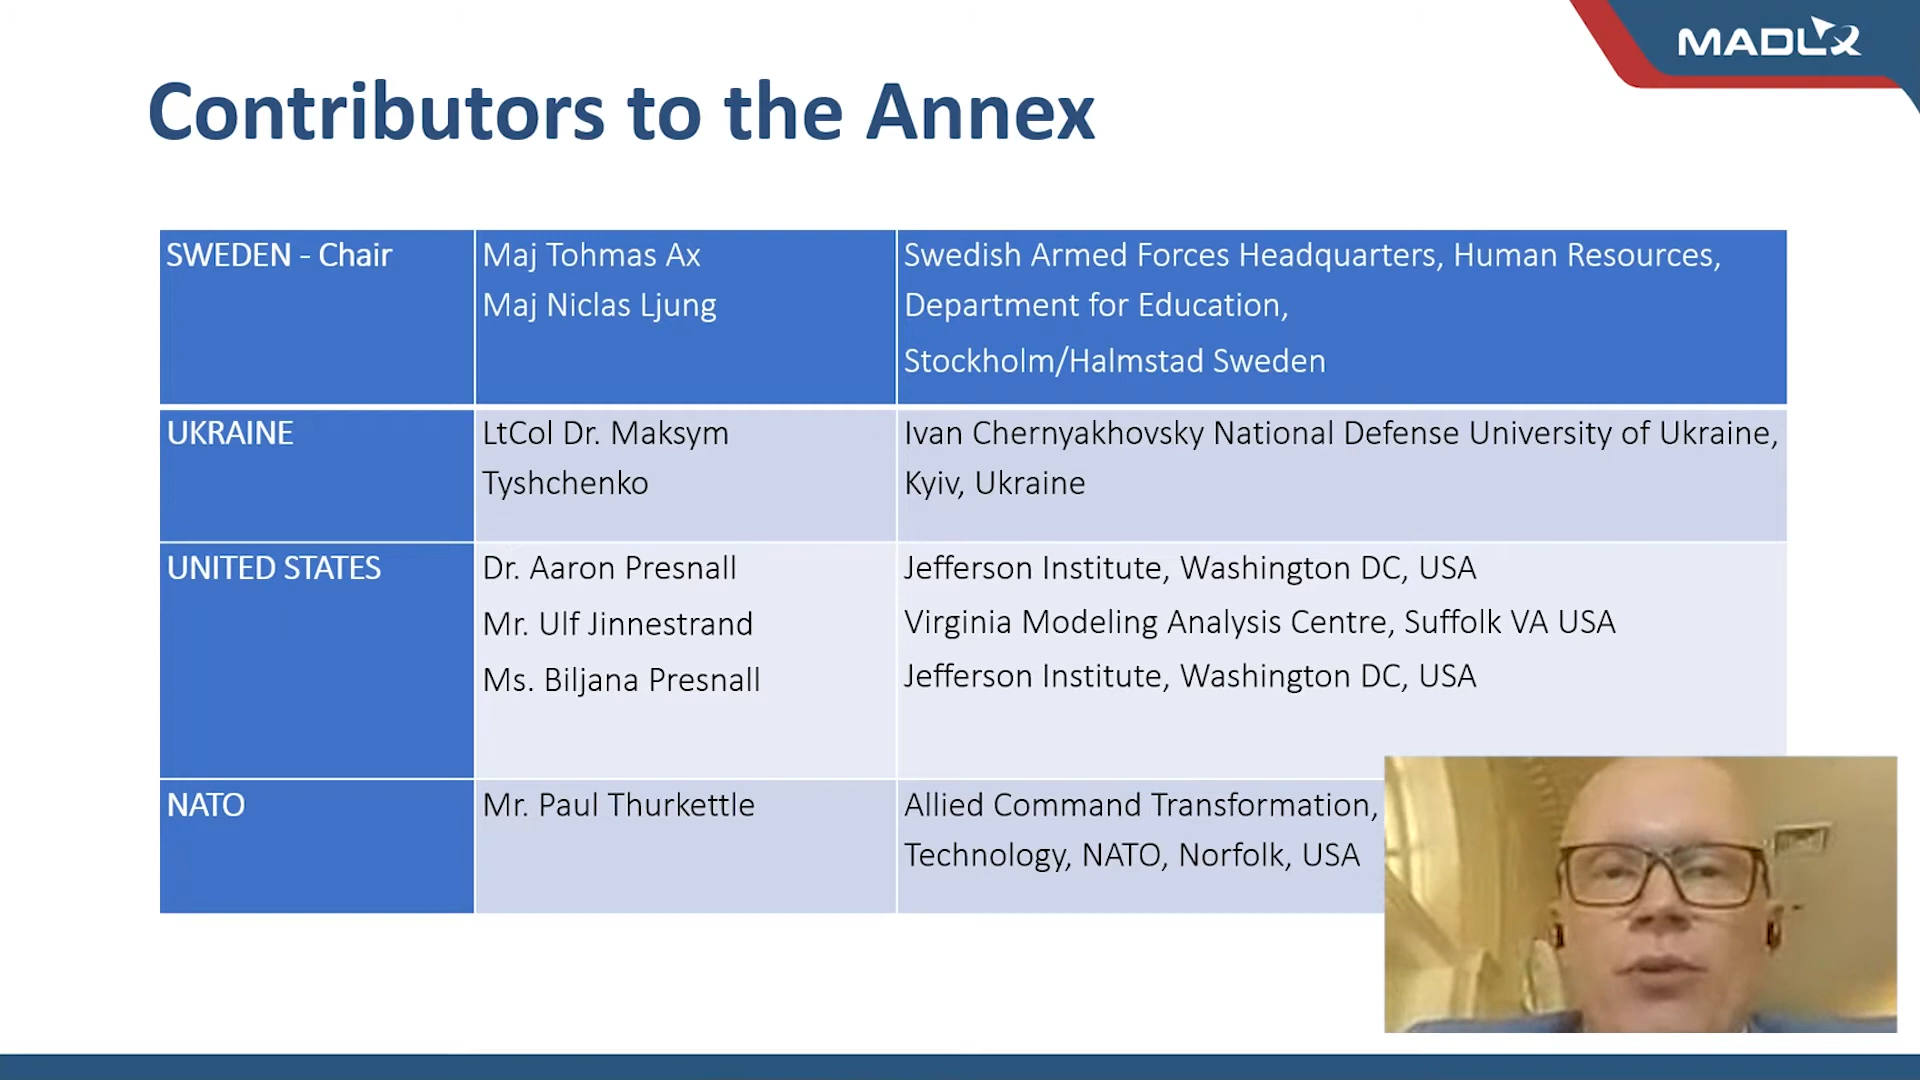 MADLx
Contributors to the Annex
SWEDEN - Chair
Maj Tohmas Ax
Maj Niclas Ljung
Swedish Armed Forces Headquarters, Human Resources,
Department for Education,
Stockholm/Halmstad Sweden
UKRAINE
LtCol Dr. Maksym
Tyshchenko
Ivan Chernyakhovsky National Defense University of Ukraine,
Kyiv, Ukraine
UNITED STATES
Dr. Aaron Presnall
Mr. Ulf Jinnestrand
Ms. Biljana Presnall
Jefferson Institute, Washington DC, USA
Virginia Modeling Analysis Centre, Suffolk VA USA
Jefferson Institute, Washington DC, USA
NATO
Mr. Paul Thurkettle
Allied Command Transformation,
Technology, NATO, Norfolk, USA